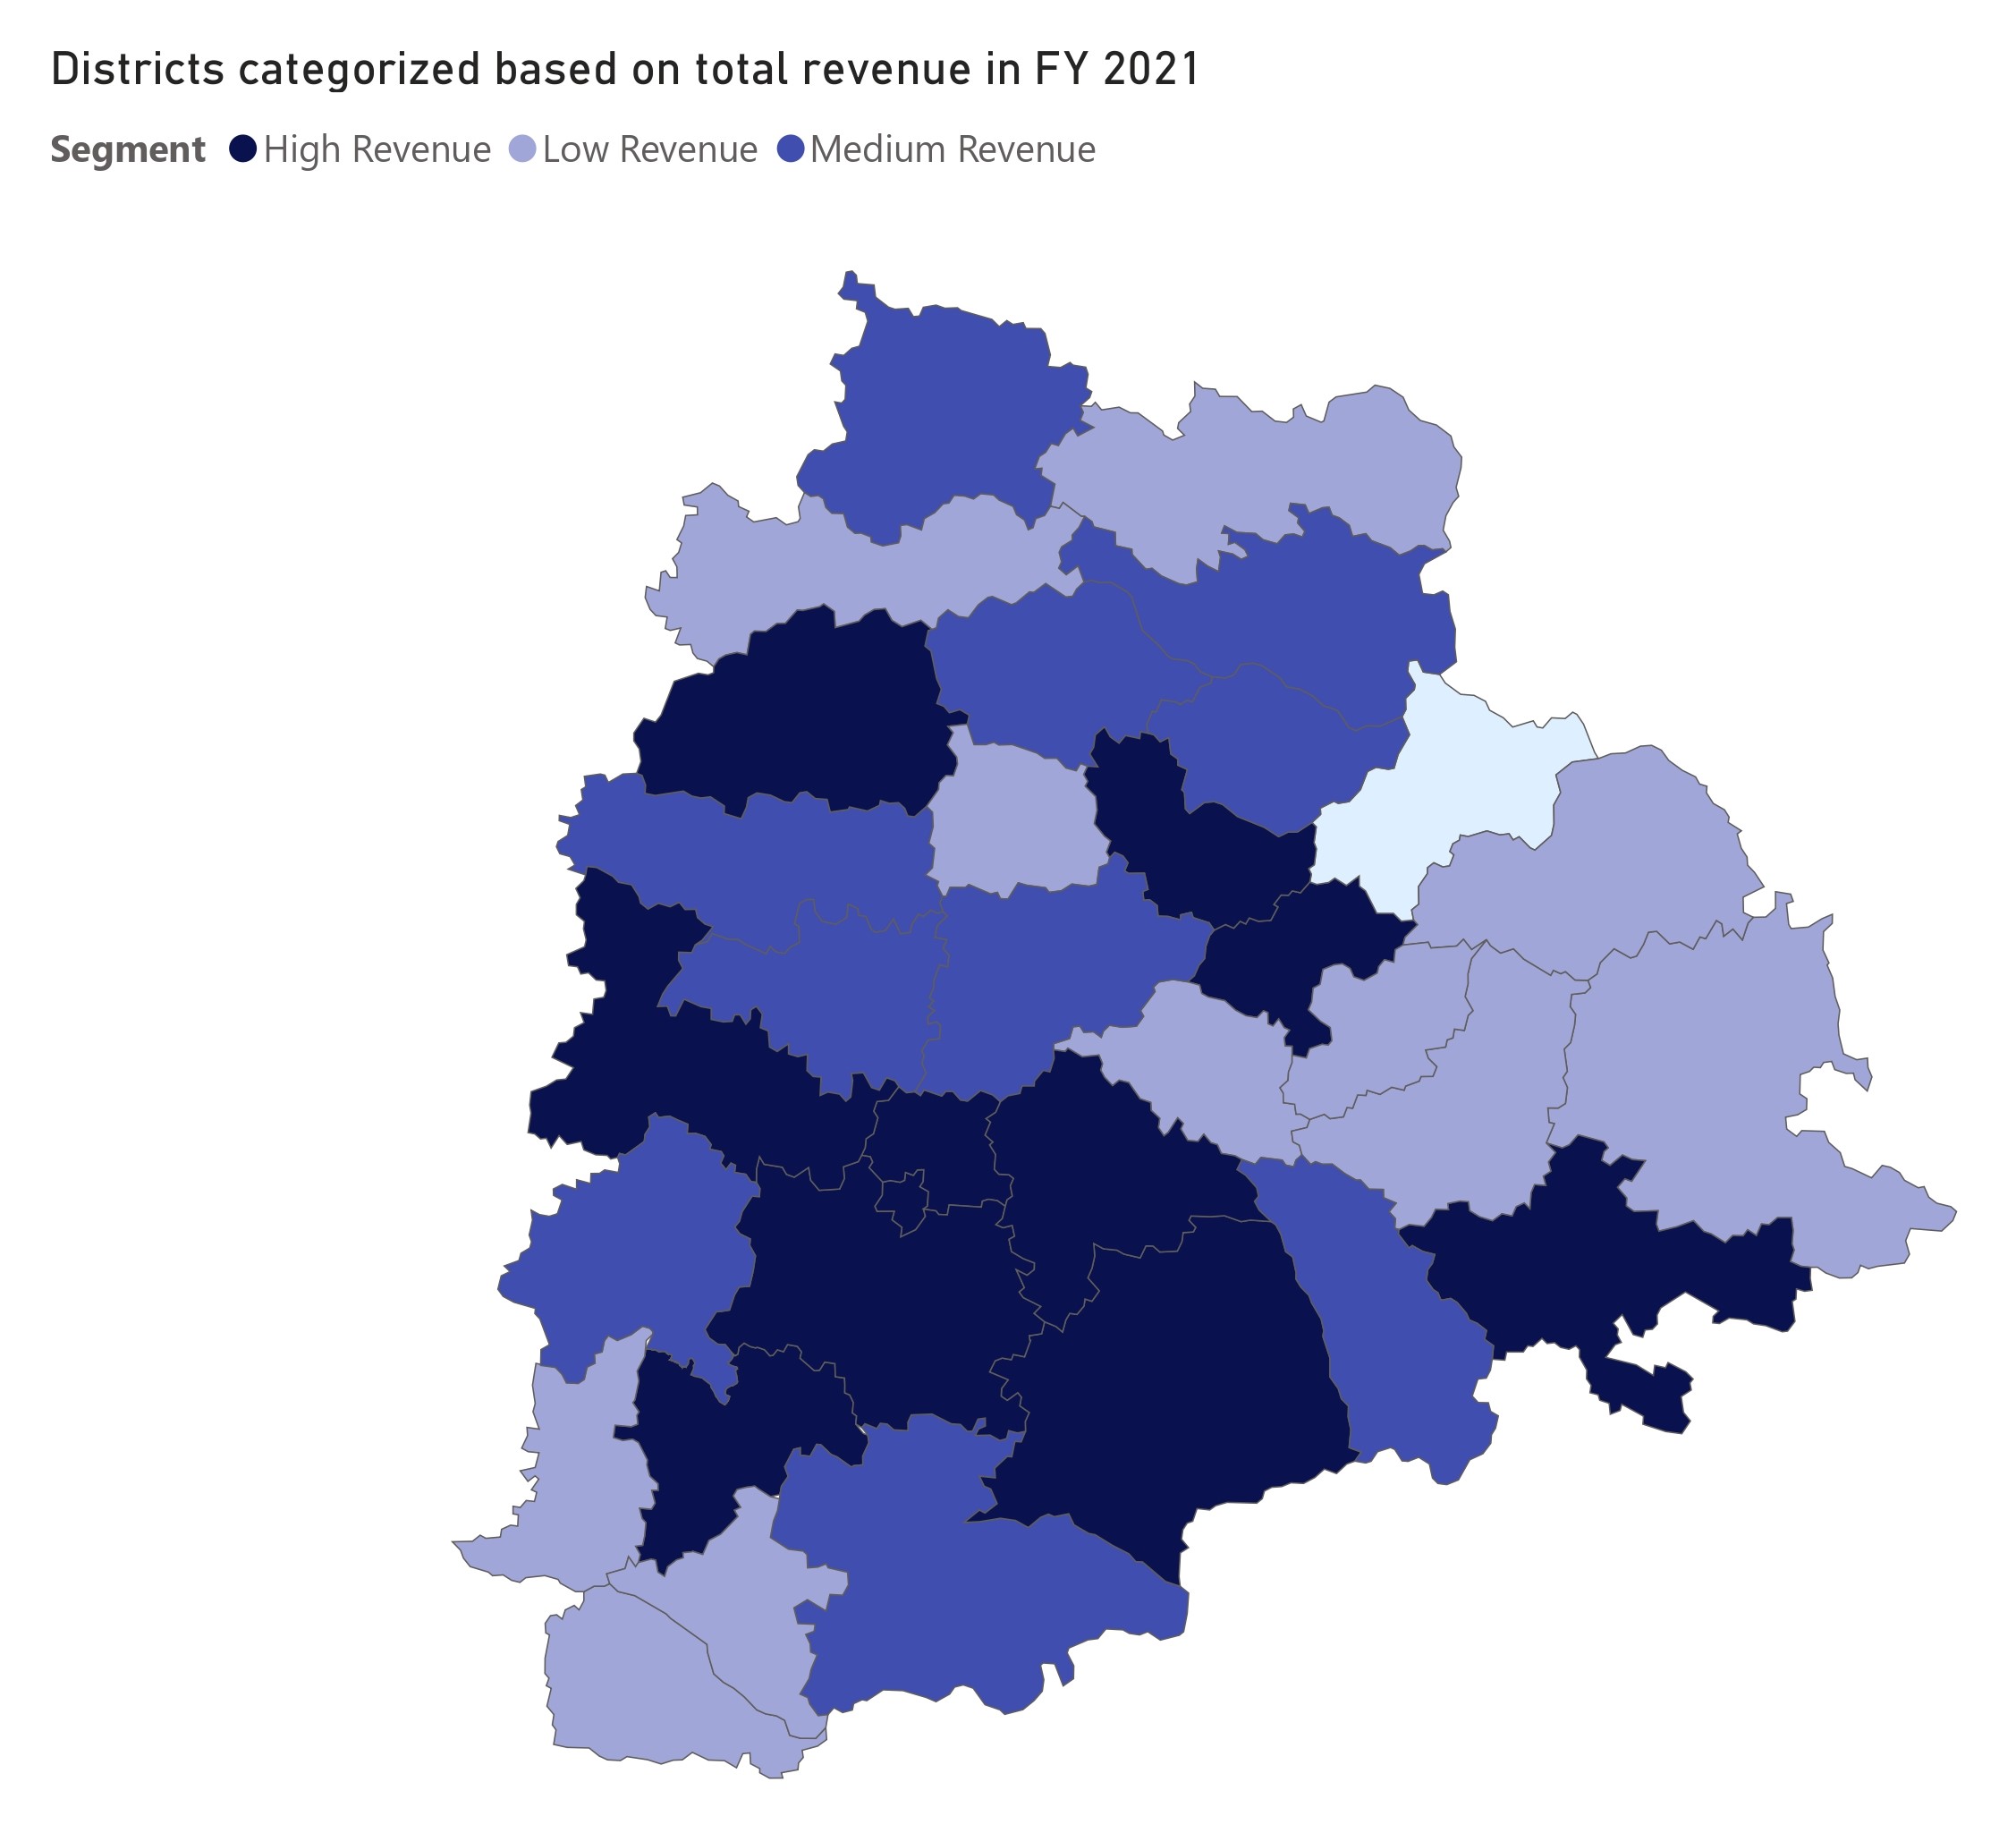 Districts categorized based on total revenue in FY 2021
Segment High Revenue Low Revenue Medium Revenue